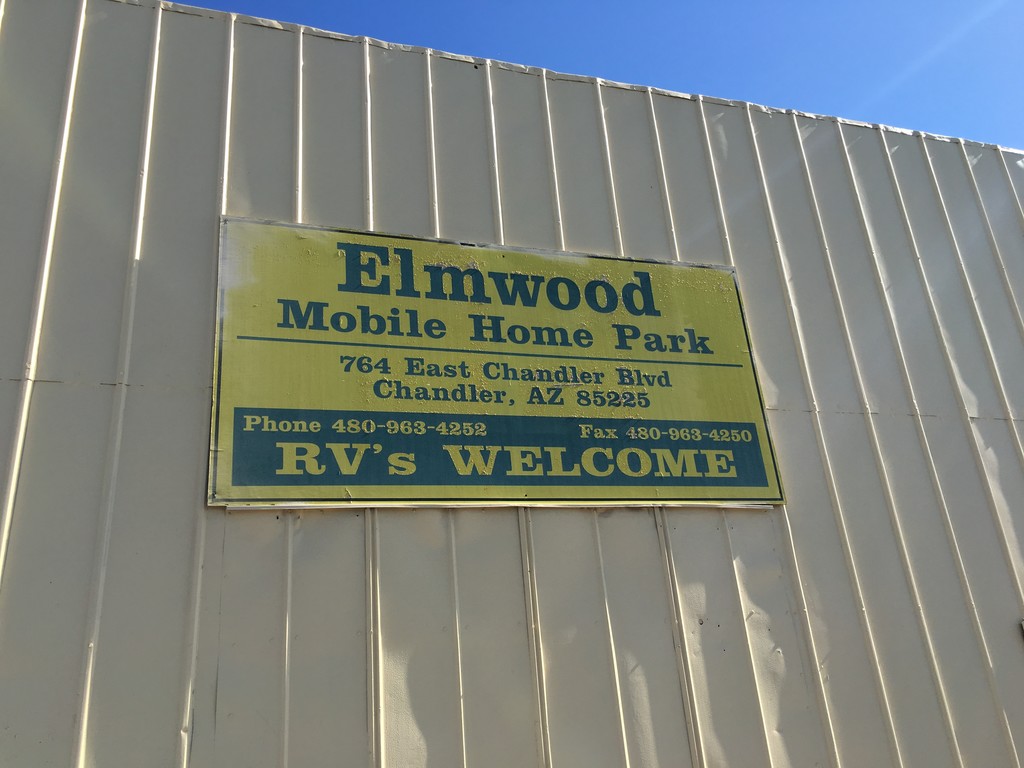 Elmwood
Mobile Home Park
764 East Chandler Blvd
Chandler, AZ 85225
Phone 480-963-4252 Fax 480-963-4250
RV's WELCOME